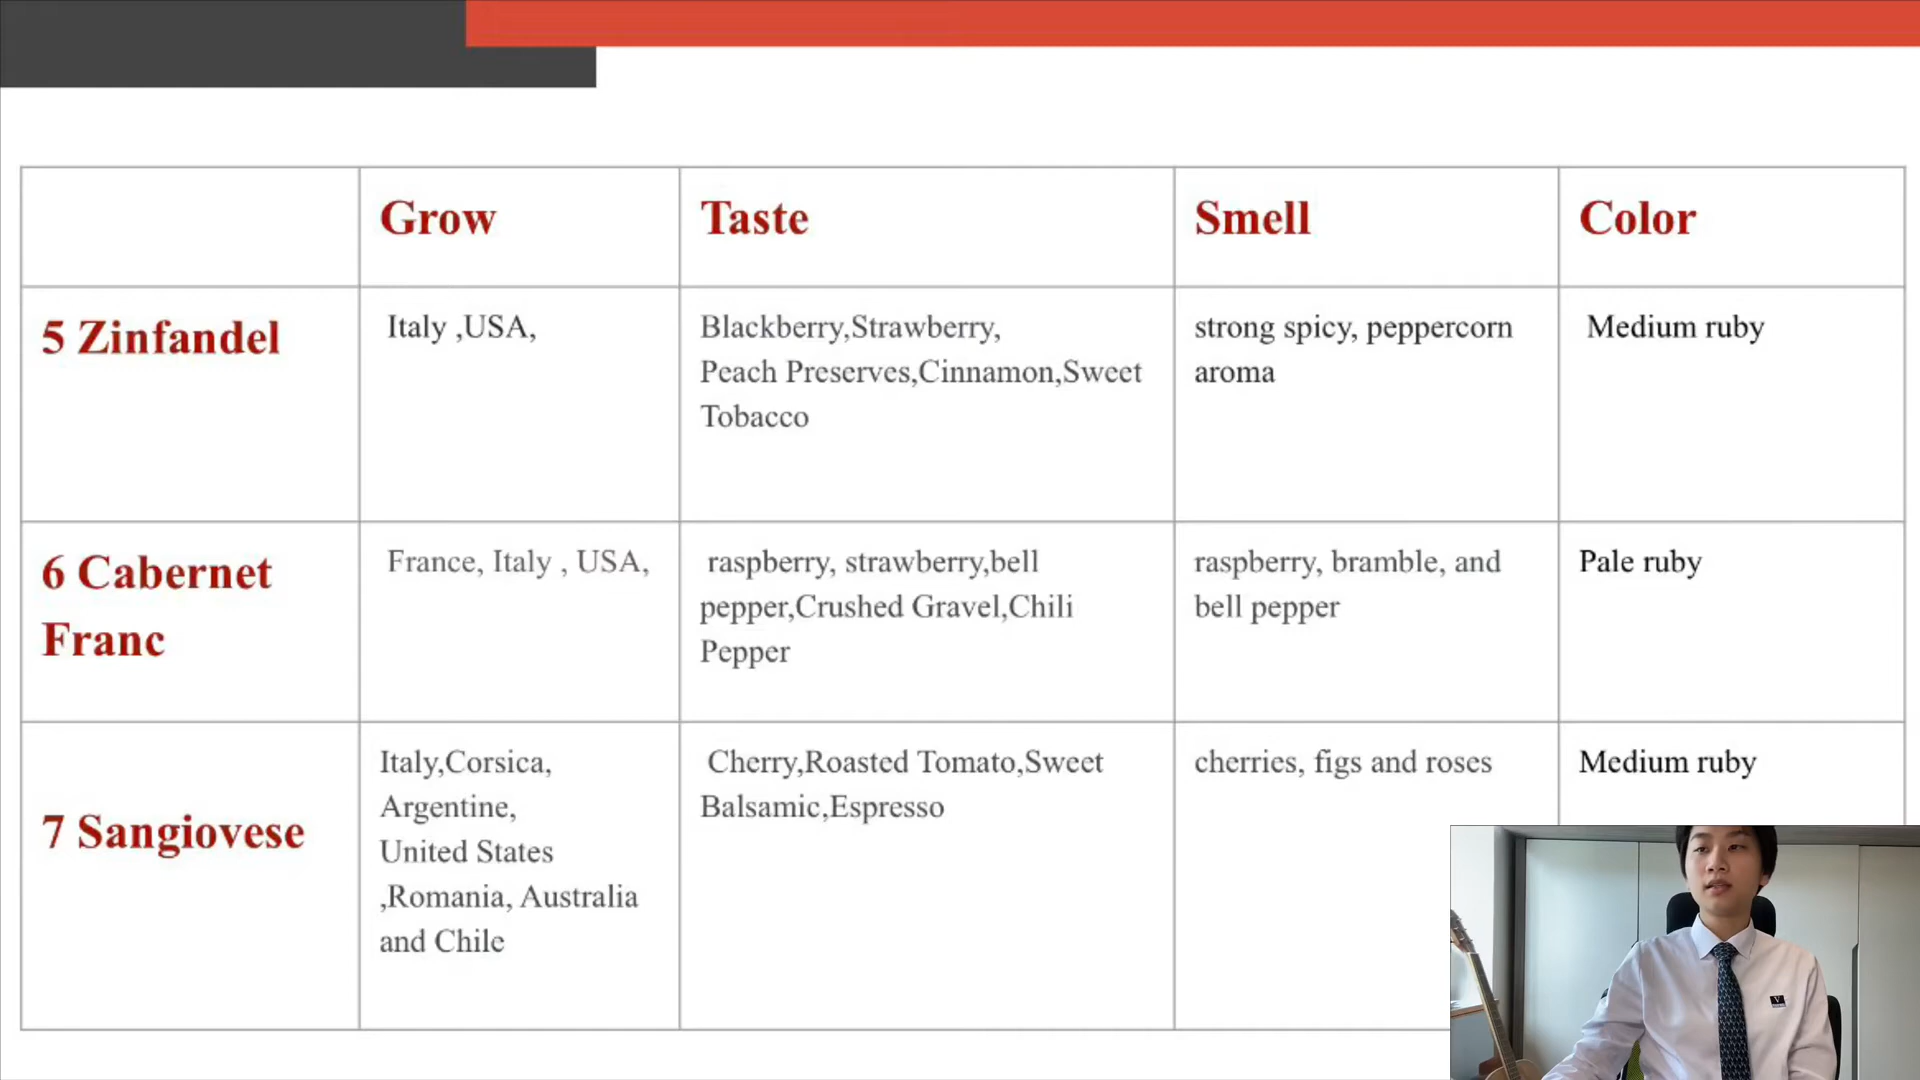 Grow
Taste
Smell
Color
5 Zinfandel
Italy ,USA,
Blackberry,Strawberry,
Peach Preserves,Cinnamon,Sweet
Tobacco
strong spicy, peppercorn
aroma
Medium ruby
6 Cabernet
Franc
France, Italy , USA,
raspberry, strawberry,bell
pepper,Crushed Gravel,Chili
Pepper
raspberry, bramble, and
bell pepper
Pale ruby
7 Sangiovese
Italy,Corsica,
Argentine,
United States
,Romania, Australia
and Chile
Cherry,Roasted Tomato,Sweet
Balsamic,Espresso
cherries, figs and roses
Medium ruby
V